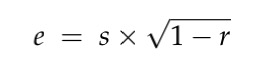 e = s × √1 − r